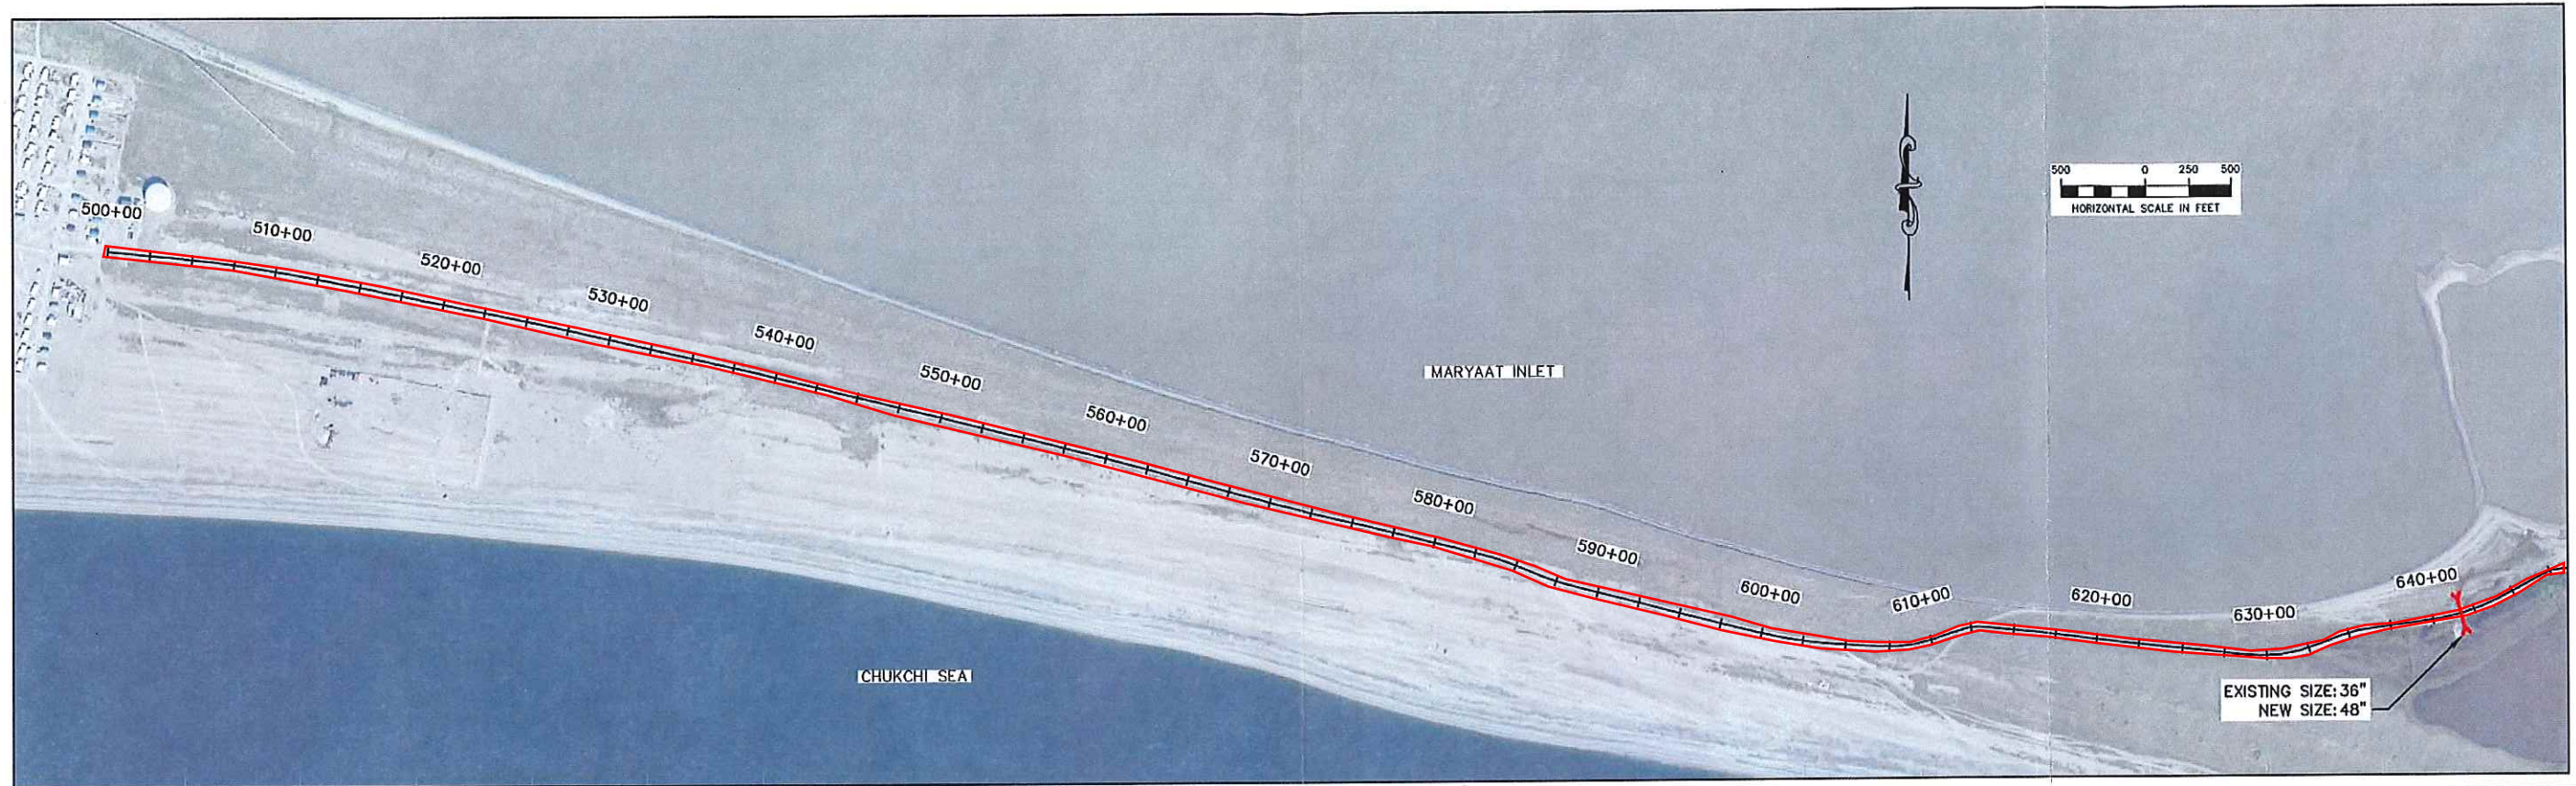 500+00
510+00
520+00
530+00
540+00
550+00
560+00
570+00
580+00
590+00
600+00
610+00
620+00
630+00
640+00
MARYAAT INLET
CHUKCHI SEA
500 0 250 500
HORIZONTAL SCALE IN FEET
EXISTING SIZE: 36"
NEW SIZE: 48"